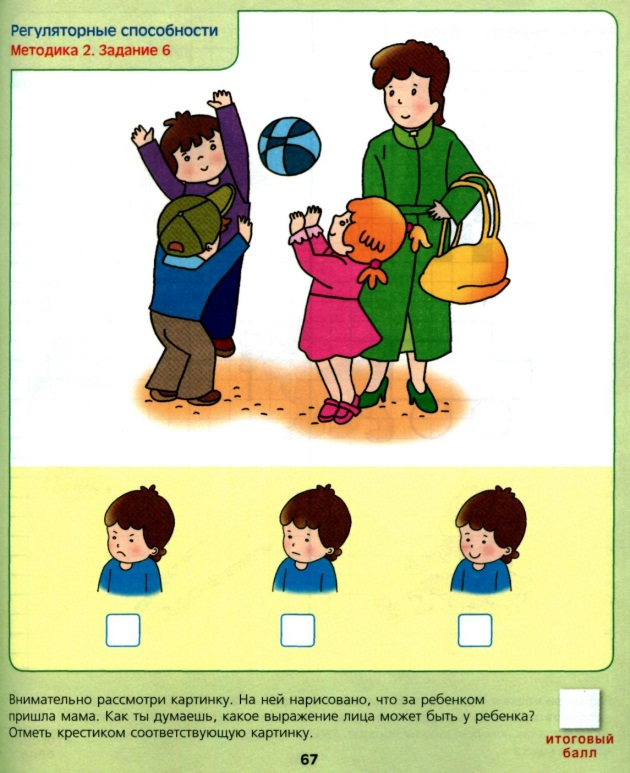 Регуляторные способности
Методика 2. Задание 6
Внимательно рассмотри картинку. На ней нарисовано, что за ребенком
пришла мама. Как ты думаешь, какое выражение лица может быть у ребенка?
Отметь крестиком соответствующую картинку.
итоговый
балл
67